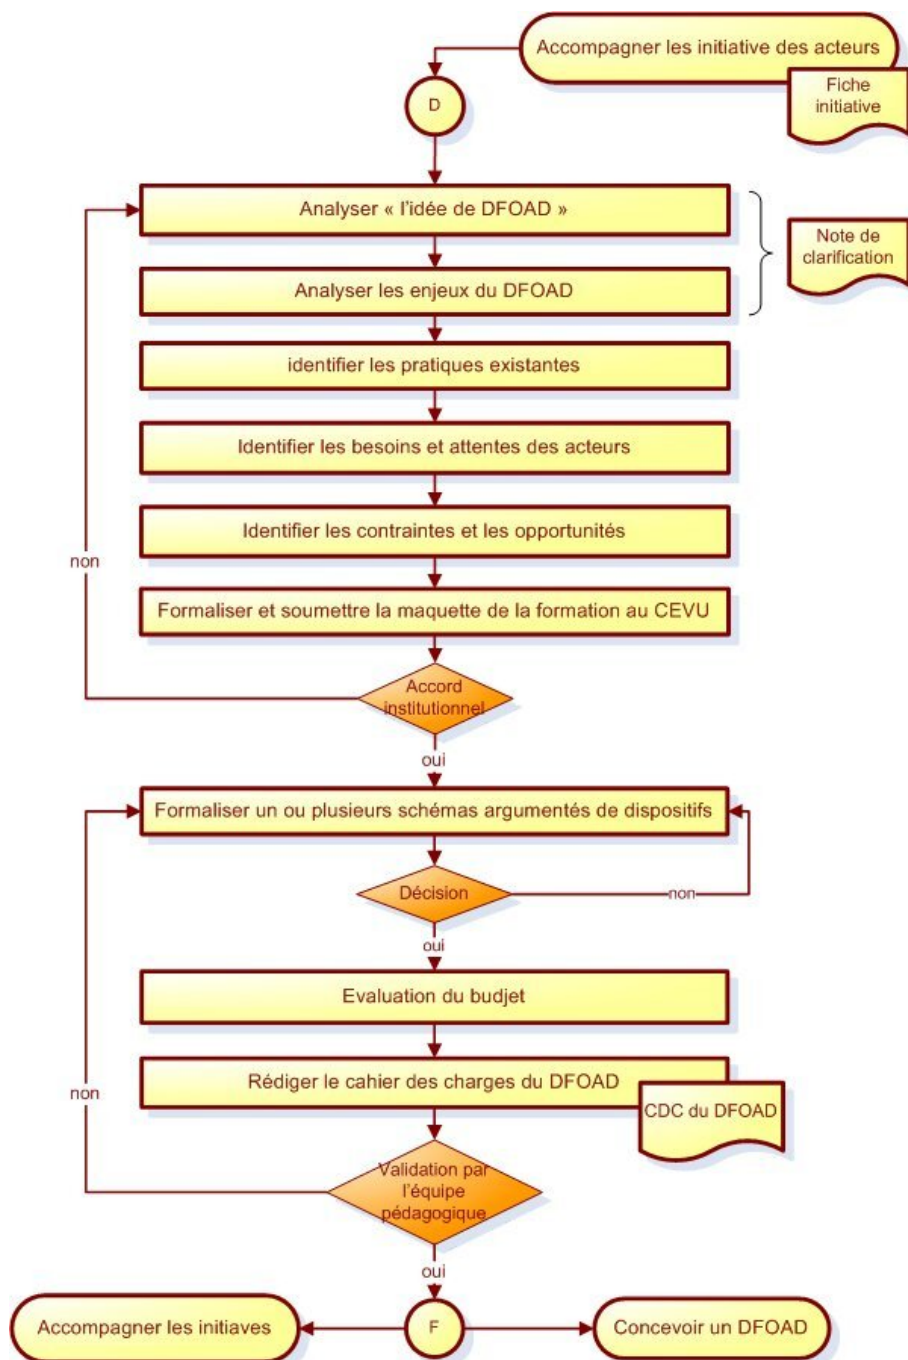 Accompagner les initiative des acteurs
Fiche
initiative
D
Analyser « l'idée de DFOAD »
Note de
clarification
Analyser les enjeux du DFOAD
identifier les pratiques existantes
Identifier les besoins et attentes des acteurs
Identifier les contraintes et les opportunités
non
Formaliser et soumettre la maquette de la formation au CEVU
Accord
institutionnel
oui
Formaliser un ou plusieurs schémas argumentés de dispositifs
Décision
non
oui
Evaluation du budjet
Rédiger le cahier des charges du DFOAD
non
CDC du DFOAD
Validation par
l'équipe
pédagogique
oui
Accompagner les initiaves
F
Concevoir un DFOAD